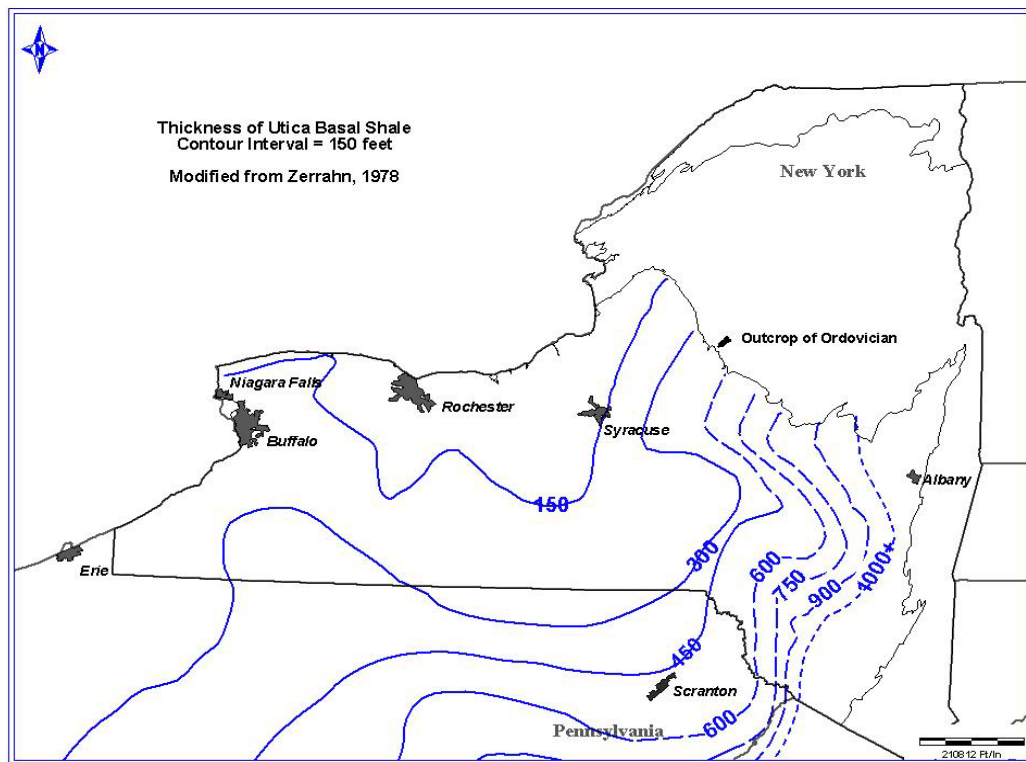 N
Thickness of Utica Basal Shale
Contour Interval = 150 feet
Modified from Zerrahn, 1978
New York
Outcrop of Ordovician
Niagara Falls
Rochester
Buffalo
Syracuse
Albany
150
300
600
750
900
1000+
Erie
450
Scranton
600
Pennsylvania
210812 Ft/In